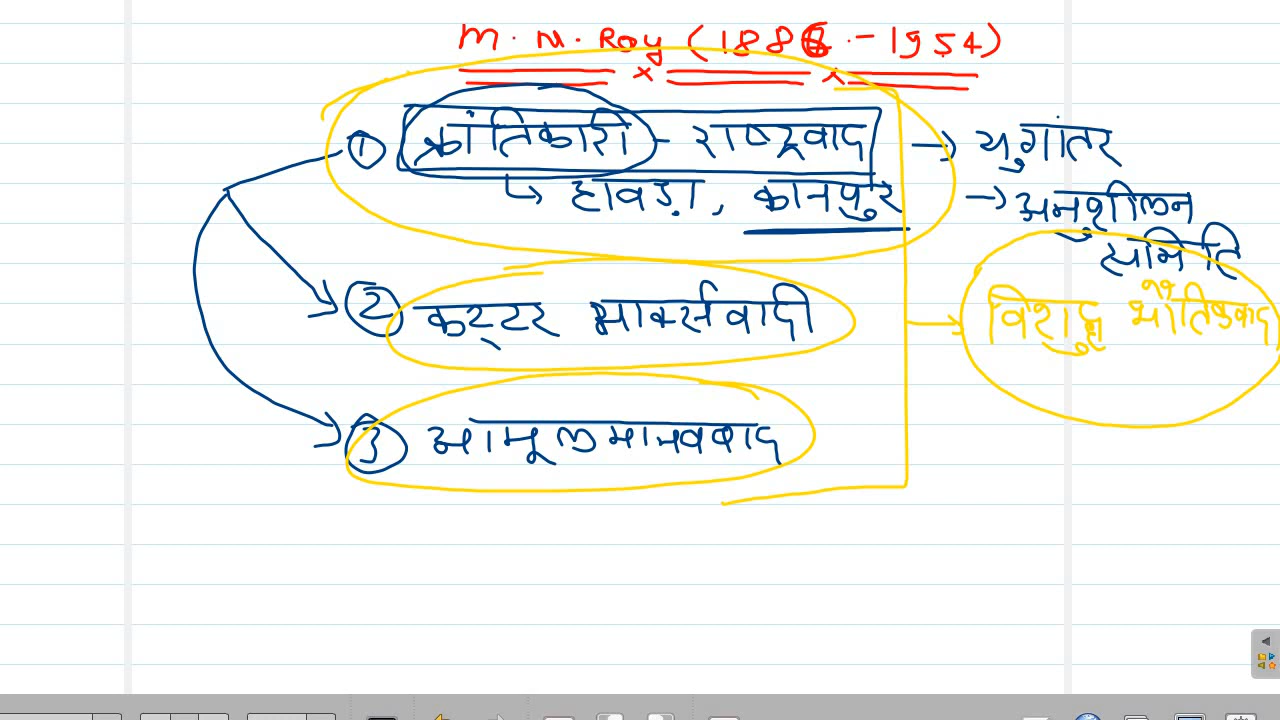 M. N. Roy (1886 - 1954)
① क्रांतिकारी - राष्ट्रवाद → युगांतर
↳ हावड़ा, कानपुर → अनुशीलन
समिति
② कट्टर मार्क्सवादी
विशुद्ध भौतिकवाद
③ आमूल मानववाद